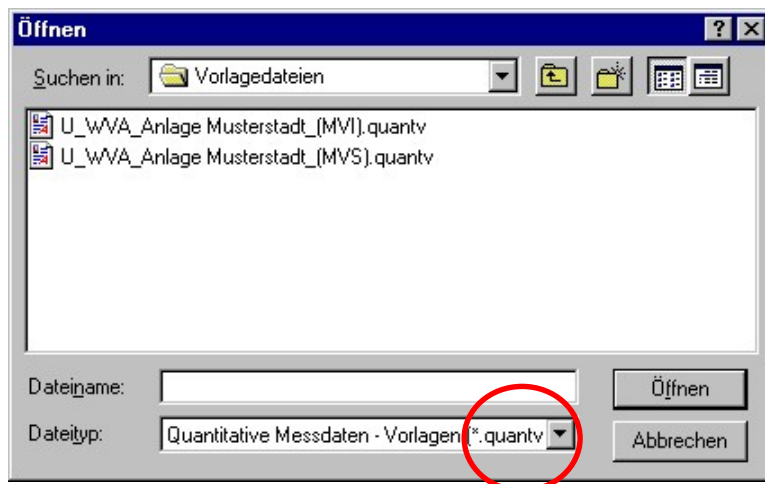 Öffnen
Suchen in: Vorlagedateien
U_WVA_Anlage Musterstadt_(MVI).quantv
U_WVA_Anlage Musterstadt_(MVS).quantv
Dateiname: Öffnen
Dateityp: Quantitative Messdaten - Vorlagen (*.quantv Abbrechen